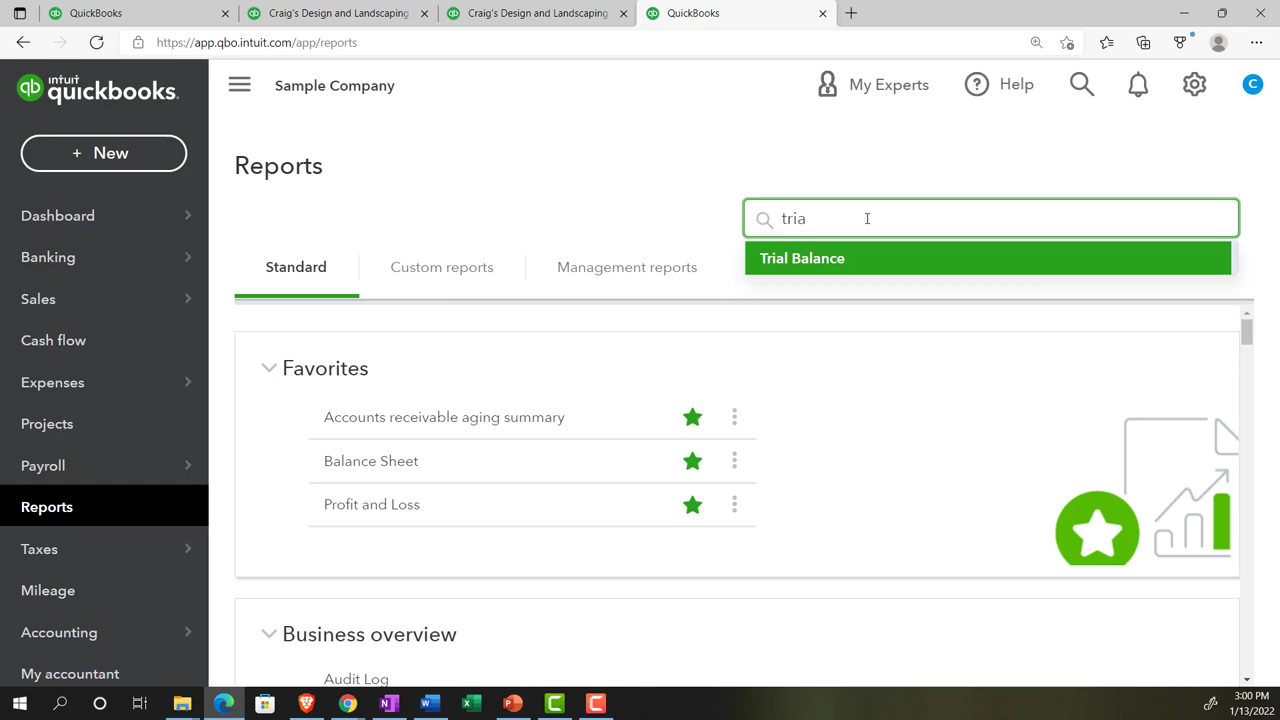 QuickBooks
Craig's Design and Landscaping
Craig's Design and Landscaping
QuickBooks
https://app.qbo.intuit.com/app/reports
intuit
quickbooks.
Sample Company
My Experts
Help
C
+ New
Reports
tria
Trial Balance
Dashboard
Banking
Sales
Cash flow
Expenses
Projects
Payroll
Reports
Taxes
Mileage
Accounting
My accountant
Standard
Custom reports
Management reports
Favorites
Accounts receivable aging summary
Balance Sheet
Profit and Loss
Business overview
Audit Log
3:00 PM
1/13/2022